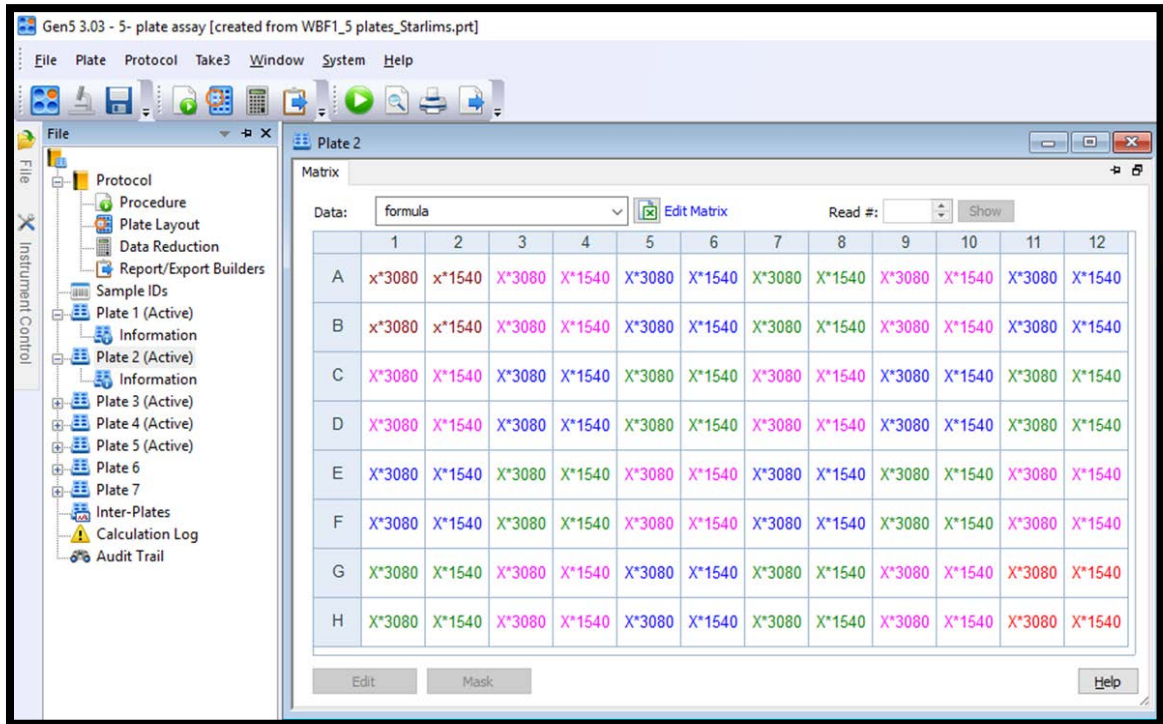 Gen5 3.03 - 5- plate assay [created from WBF1_5 plates_Starlims.prt]
File Plate Protocol Take3 Window System Help
File
Instrument Control
File
Protocol
Procedure
Plate Layout
Data Reduction
Report/Export Builders
Sample IDs
Plate 1 (Active)
Information
Plate 2 (Active)
Information
Plate 3 (Active)
Plate 4 (Active)
Plate 5 (Active)
Plate 6
Plate 7
Inter-Plates
Calculation Log
Audit Trail
Plate 2
Matrix
Data: formula Edit Matrix Read #: Show
1 2 3 4 5 6 7 8 9 10 11 12
A x*3080 x*1540 X*3080 X*1540 X*3080 X*1540 X*3080 X*1540 X*3080 X*1540 X*3080 X*1540
B x*3080 x*1540 X*3080 X*1540 X*3080 X*1540 X*3080 X*1540 X*3080 X*1540 X*3080 X*1540
C X*3080 X*1540 X*3080 X*1540 X*3080 X*1540 X*3080 X*1540 X*3080 X*1540 X*3080 X*1540
D X*3080 X*1540 X*3080 X*1540 X*3080 X*1540 X*3080 X*1540 X*3080 X*1540 X*3080 X*1540
E X*3080 X*1540 X*3080 X*1540 X*3080 X*1540 X*3080 X*1540 X*3080 X*1540 X*3080 X*1540
F X*3080 X*1540 X*3080 X*1540 X*3080 X*1540 X*3080 X*1540 X*3080 X*1540 X*3080 X*1540
G X*3080 X*1540 X*3080 X*1540 X*3080 X*1540 X*3080 X*1540 X*3080 X*1540 X*3080 X*1540
H X*3080 X*1540 X*3080 X*1540 X*3080 X*1540 X*3080 X*1540 X*3080 X*1540 X*3080 X*1540
Edit Mask Help